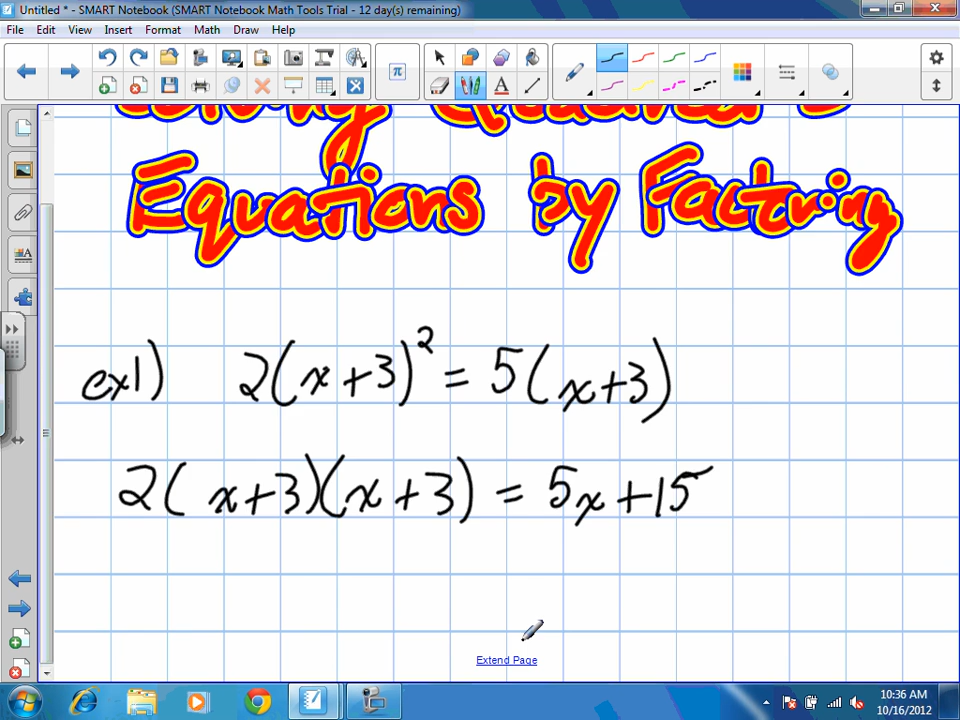 Untitled * - SMART Notebook (SMART Notebook Math Tools Trial - 12 day(s) remaining)
File Edit View Insert Format Math Draw Help
π
A
Equations by Factoring
ex1) 2(x+3)² = 5(x+3)
2(x+3)(x+3) = 5x+15
Extend Page
10:36 AM
10/16/2012